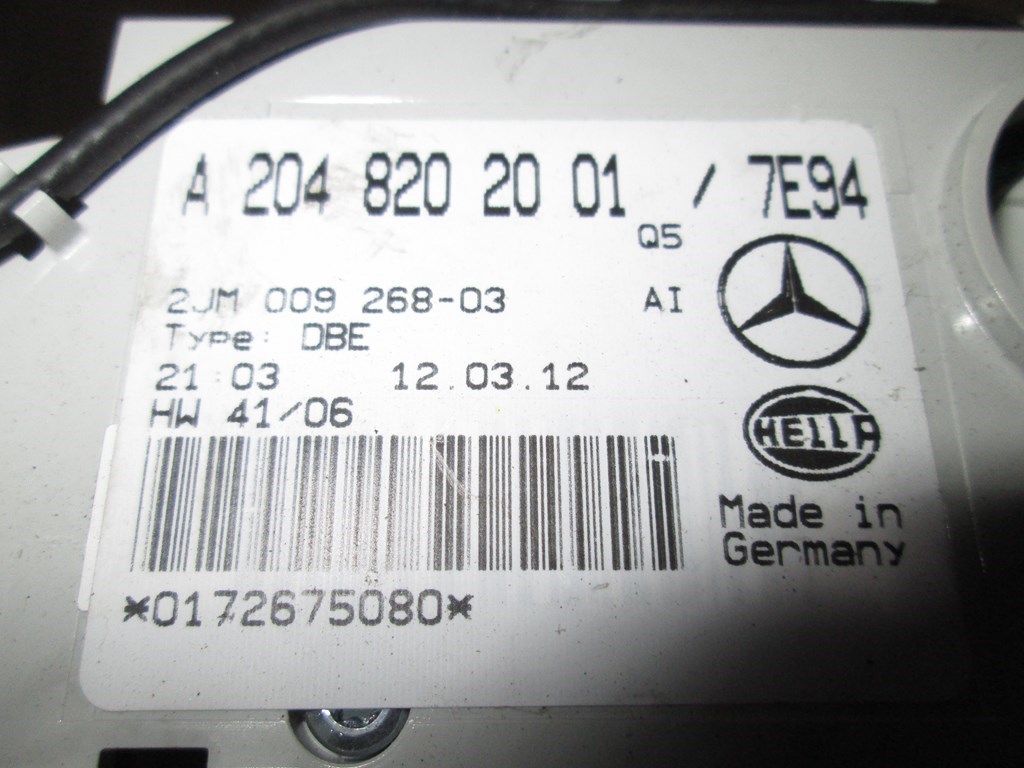 A 204 820 20 01 / 7E94
Q5
2JM 009 268-03 AI
Type: DBE
21:03 12.03.12
HW 41/06
HELLA
Made in
Germany
*0172675080*